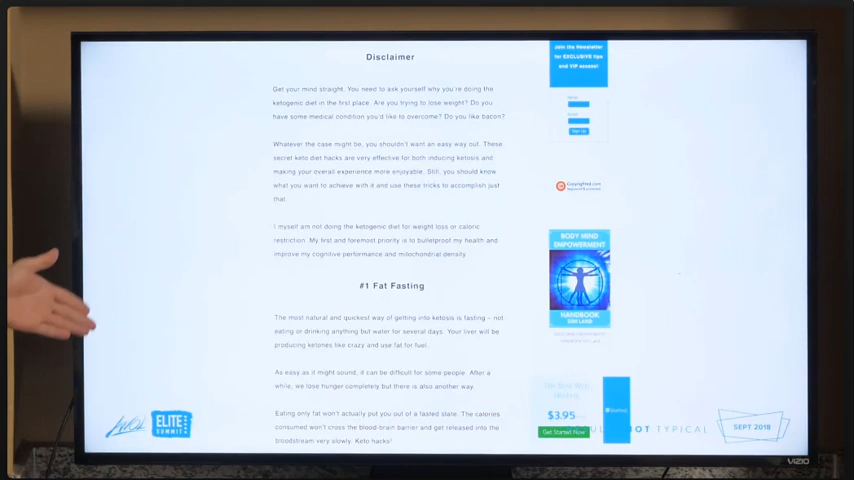 Disclaimer
Get your mind straight. You need to ask yourself why you're doing the
ketogenic diet in the first place. Are you trying to lose weight? Do you
have some medical condition you'd like to overcome? Do you like bacon?
Whatever the case might be, you shouldn't want an easy way out. These
secret keto diet hacks are very effective for both inducing ketosis and
making your overall experience more enjoyable. Still, you should know
what you want to achieve with it and use these tricks to accomplish just
that.
I myself am not doing the ketogenic diet for weight loss or caloric
restriction. My first and foremost priority is to bulletproof my health and
improve my cognitive performance and mitochondrial density.
#1 Fat Fasting
The most natural and quickest way of getting into ketosis is fasting – not
eating or drinking anything but water for several days. Your liver will be
producing ketones like crazy and use fat for fuel.
As easy as it might sound, it can be difficult for some people. After a
while, we lose hunger completely but there is also another way.
Eating only fat won't actually put you out of a fasted state. The calories
consumed won't cross the blood-brain barrier and get released into the
bloodstream very slowly. Keto hacks!
Join the Newsletter
for EXCLUSIVE tips
and VIP access!
Sign Up
Copyrighted.com
BODY MIND
EMPOWERMENT
HANDBOOK
SIIM LAND
$3.95
Get Started Now
ELITE
SUMMIT
NOT TYPICAL
SEPT 2018
VIZIO